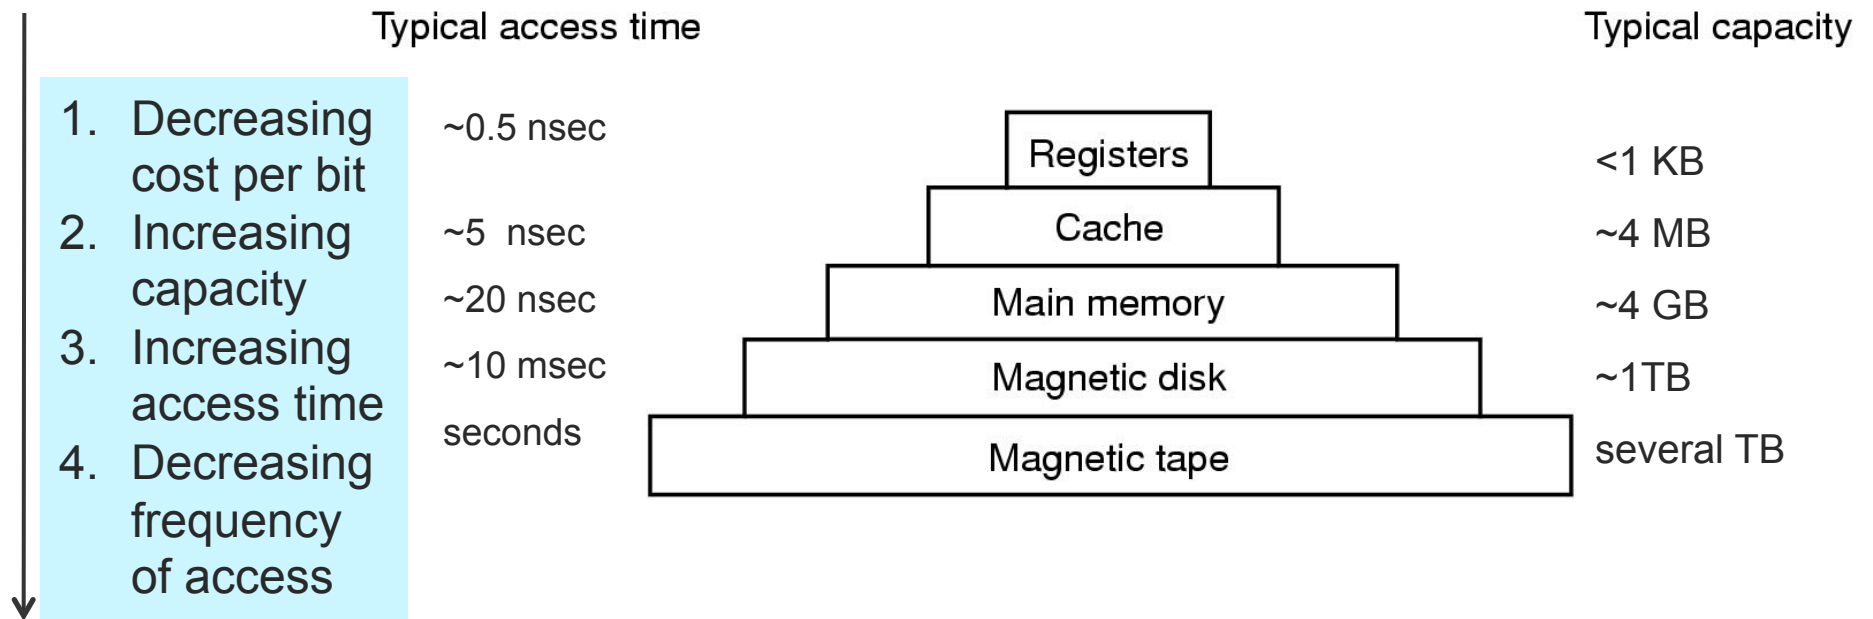 Typical access time
Typical capacity
1. Decreasing
cost per bit
2. Increasing
capacity
3. Increasing
access time
4. Decreasing
frequency
of access
~0.5 nsec
~5 nsec
~20 nsec
~10 msec
seconds
Registers
Cache
Main memory
Magnetic disk
Magnetic tape
<1 KB
~4 MB
~4 GB
~1TB
several TB